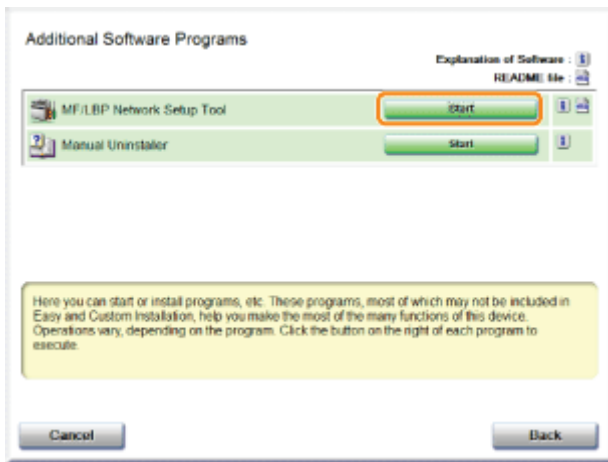 Additional Software Programs
Explanation of Software :
README file :
MF/LBP Network Setup Tool
Start
Manual Uninstaller
Start
Here you can start or install programs, etc. These programs, most of which may not be included in
Easy and Custom Installation, help you make the most of the many functions of this device.
Operations vary, depending on the program. Click the button on the right of each program to
execute.
Cancel
Back